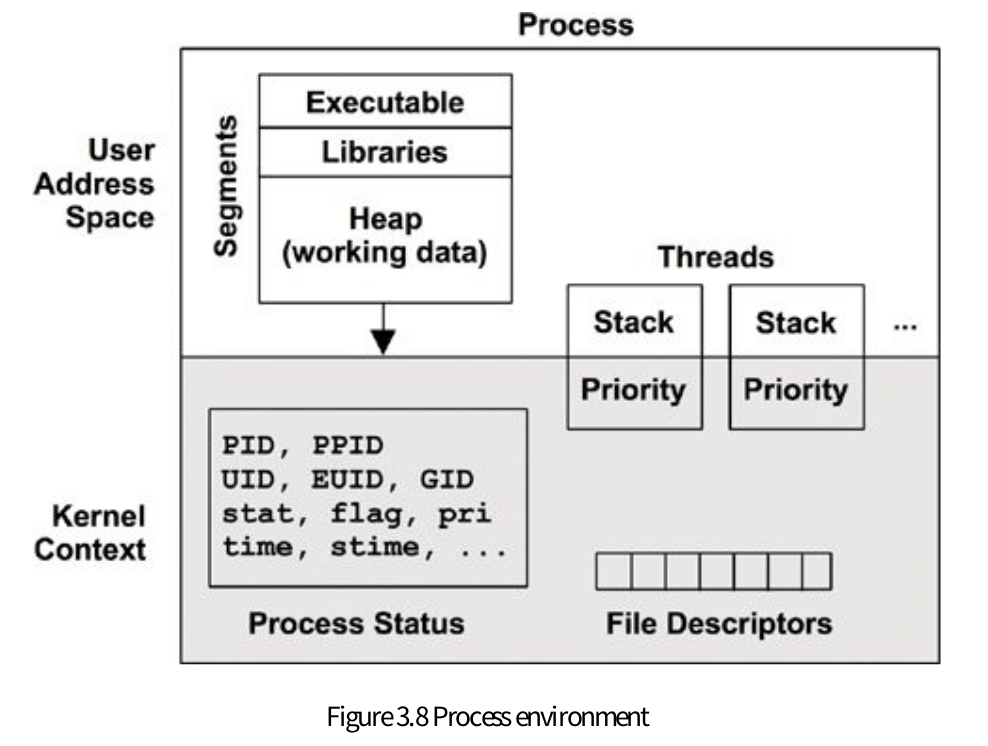 Process
User
Address
Space
Segments
Executable
Libraries
Heap
(working data)
Threads
Stack
Stack
...
Priority
Priority
Kernel
Context
PID, PPID
UID, EUID, GID
stat, flag, pri
time, stime, ...
Process Status
File Descriptors
Figure 3.8 Process environment